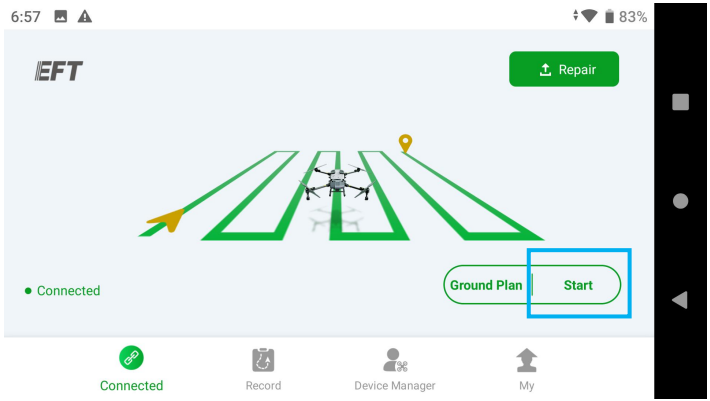 6:57
83%
EFT
Repair
Connected
Ground Plan
Start
Connected
Record
Device Manager
My